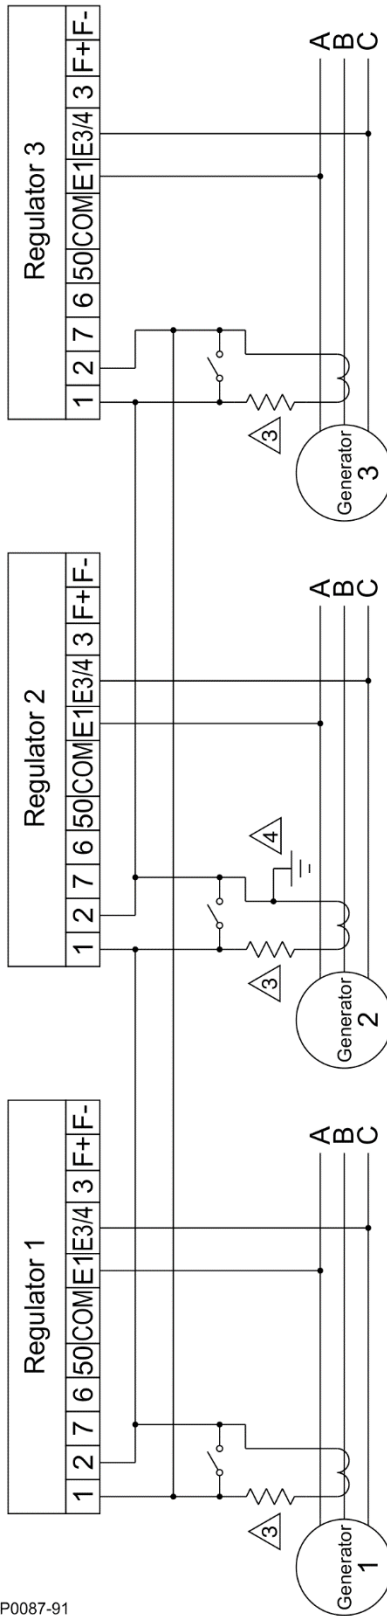 Regulator 1
1 2 7 6 50 COM E1 E3/4 3 F+ F-
3
Generator
1
A
B
C
Regulator 2
1 2 7 6 50 COM E1 E3/4 3 F+ F-
3
4
Generator
2
A
B
C
Regulator 3
1 2 7 6 50 COM E1 E3/4 3 F+ F-
3
Generator
3
A
B
C
P0087-91